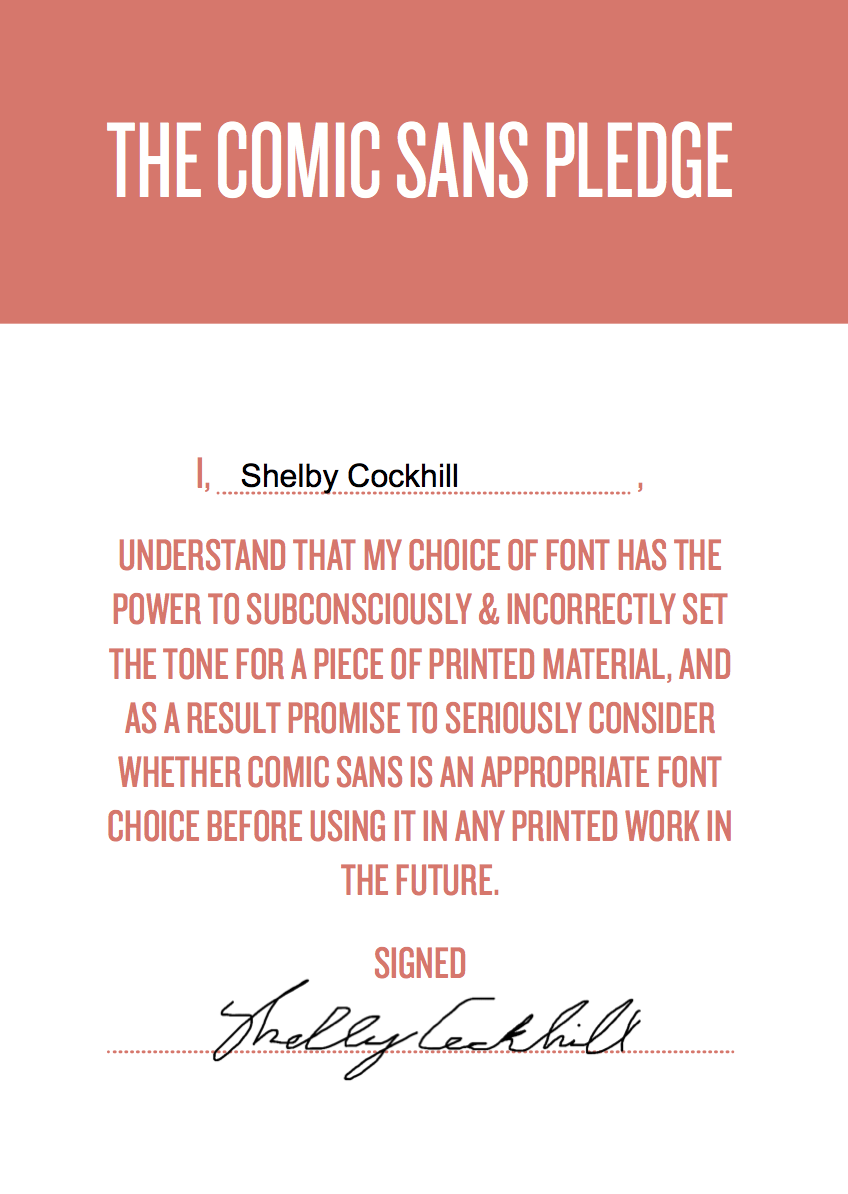 THE COMIC SANS PLEDGE
I, Shelby Cockhill ,
UNDERSTAND THAT MY CHOICE OF FONT HAS THE
POWER TO SUBCONSCIOUSLY & INCORRECTLY SET
THE TONE FOR A PIECE OF PRINTED MATERIAL, AND
AS A RESULT PROMISE TO SERIOUSLY CONSIDER
WHETHER COMIC SANS IS AN APPROPRIATE FONT
CHOICE BEFORE USING IT IN ANY PRINTED WORK IN
THE FUTURE.
SIGNED
Shelby Cockhill